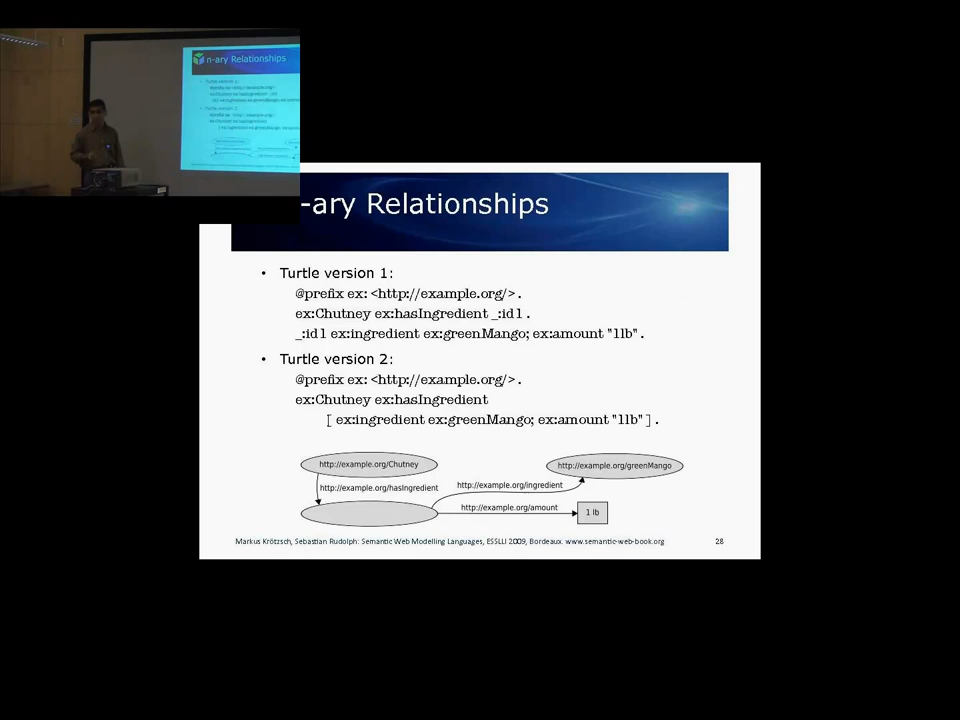 n-ary Relationships
-ary Relationships
• Turtle version 1:
@prefix ex: <http://example.org/> .
ex:Chutney ex:hasIngredient _:id1 .
_:id1 ex:ingredient ex:greenMango; ex:amount "1lb" .
• Turtle version 2:
@prefix ex: <http://example.org/> .
ex:Chutney ex:hasIngredient
[ ex:ingredient ex:greenMango; ex:amount "1lb" ] .
http://example.org/Chutney
http://example.org/greenMango
http://example.org/hasIngredient
http://example.org/ingredient
http://example.org/amount
1 lb
Markus Krötzsch, Sebastian Rudolph: Semantic Web Modelling Languages, ESSLLI 2009, Bordeaux. www.semantic-web-book.org
28